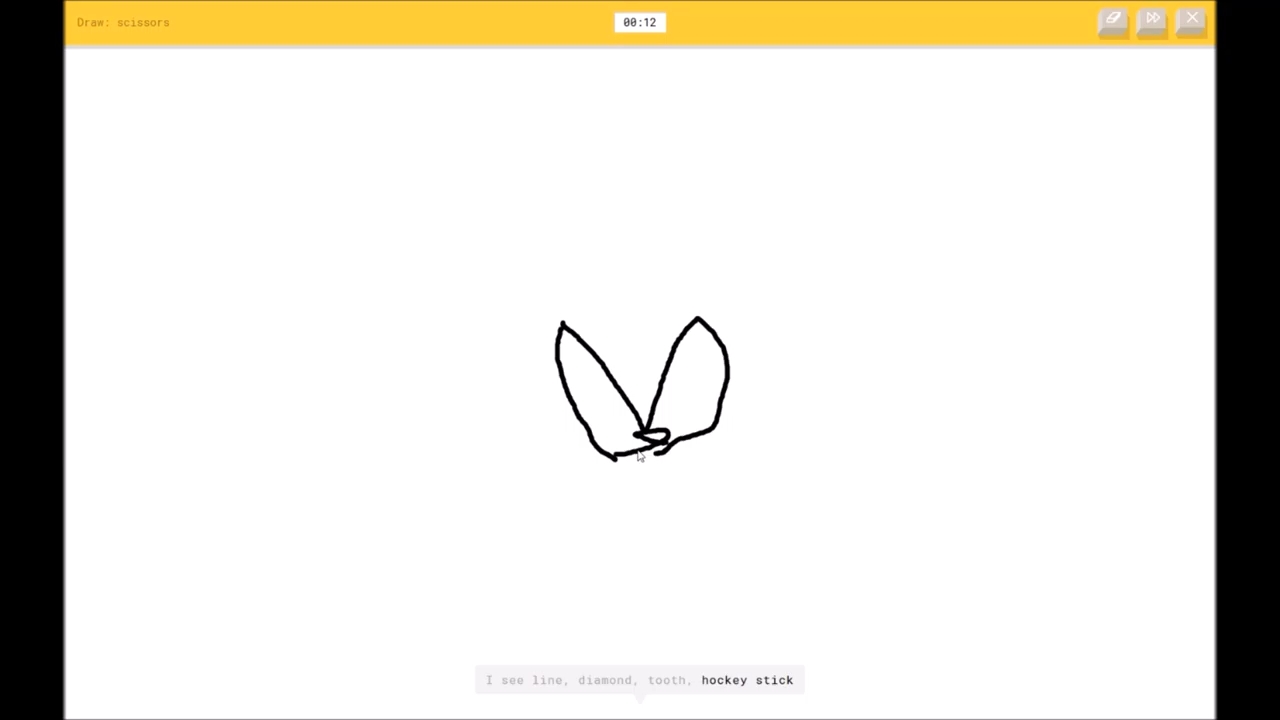 Draw: scissors
00:12
I see line, diamond, tooth, hockey stick